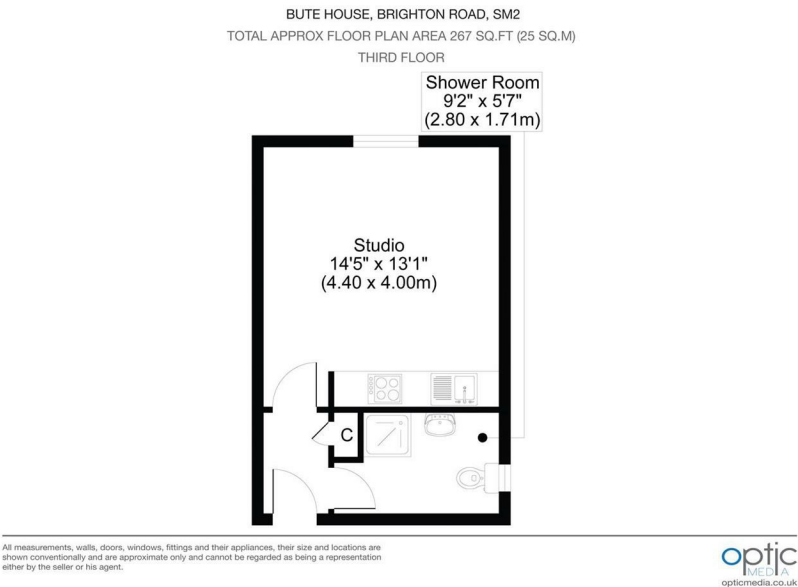 BUTE HOUSE, BRIGHTON ROAD, SM2
TOTAL APPROX FLOOR PLAN AREA 267 SQ.FT (25 SQ.M)
THIRD FLOOR
Shower Room
9'2" x 5'7"
(2.80 x 1.71m)
Studio
14'5" x 13'1"
(4.40 x 4.00m)
C
All measurements, walls, doors, windows, fittings and their appliances, their size and locations are
shown conventionally and are approximate only and cannot be regarded as being a representation
either by the seller or his agent.
optic
MEDIA
opticmedia.co.uk